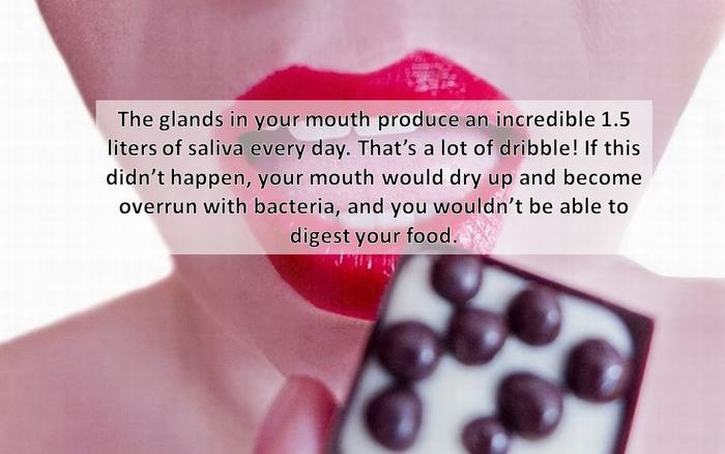 The glands in your mouth produce an incredible 1.5
liters of saliva every day. That’s a lot of dribble! If this
didn’t happen, your mouth would dry up and become
overrun with bacteria, and you wouldn’t be able to
digest your food.